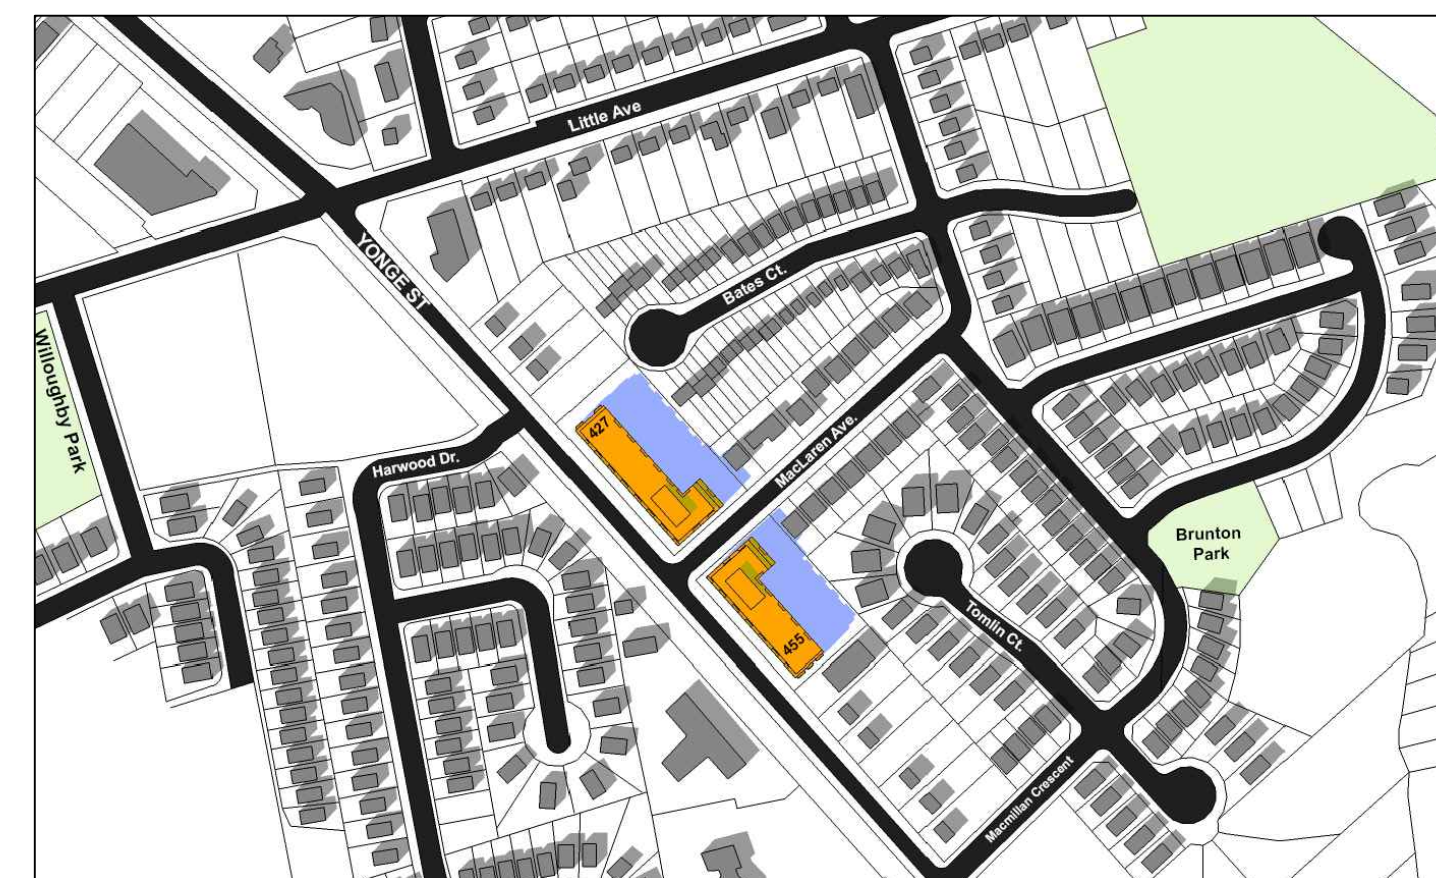 Little Ave
YONGE ST
Bates Ct.
Willoughby Park
427
MacLaren Ave.
Harwood Dr.
Brunton
Park
Tomlin Ct.
455
Macmillan Crescent